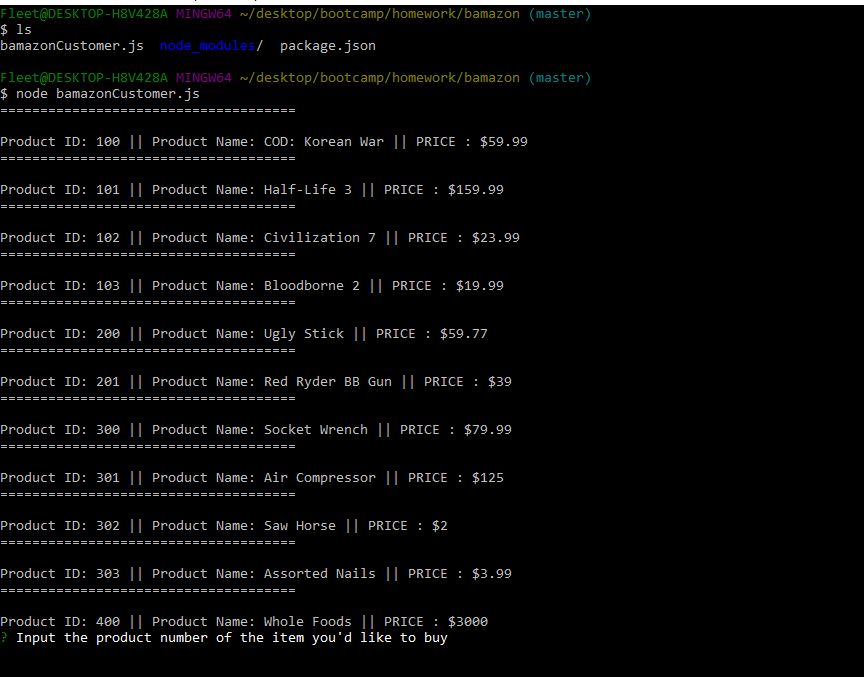 Fleet@DESKTOP-H8V428A MINGW64 ~/desktop/bootcamp/homework/bamazon (master)
$ ls
bamazonCustomer.js  node_modules/  package.json
Fleet@DESKTOP-H8V428A MINGW64 ~/desktop/bootcamp/homework/bamazon (master)
$ node bamazonCustomer.js
=====================================
Product ID: 100 || Product Name: COD: Korean War || PRICE : $59.99
=====================================
Product ID: 101 || Product Name: Half-Life 3 || PRICE : $159.99
=====================================
Product ID: 102 || Product Name: Civilization 7 || PRICE : $23.99
=====================================
Product ID: 103 || Product Name: Bloodborne 2 || PRICE : $19.99
=====================================
Product ID: 200 || Product Name: Ugly Stick || PRICE : $59.77
=====================================
Product ID: 201 || Product Name: Red Ryder BB Gun || PRICE : $39
=====================================
Product ID: 300 || Product Name: Socket Wrench || PRICE : $79.99
=====================================
Product ID: 301 || Product Name: Air Compressor || PRICE : $125
=====================================
Product ID: 302 || Product Name: Saw Horse || PRICE : $2
=====================================
Product ID: 303 || Product Name: Assorted Nails || PRICE : $3.99
=====================================
Product ID: 400 || Product Name: Whole Foods || PRICE : $3000
? Input the product number of the item you'd like to buy